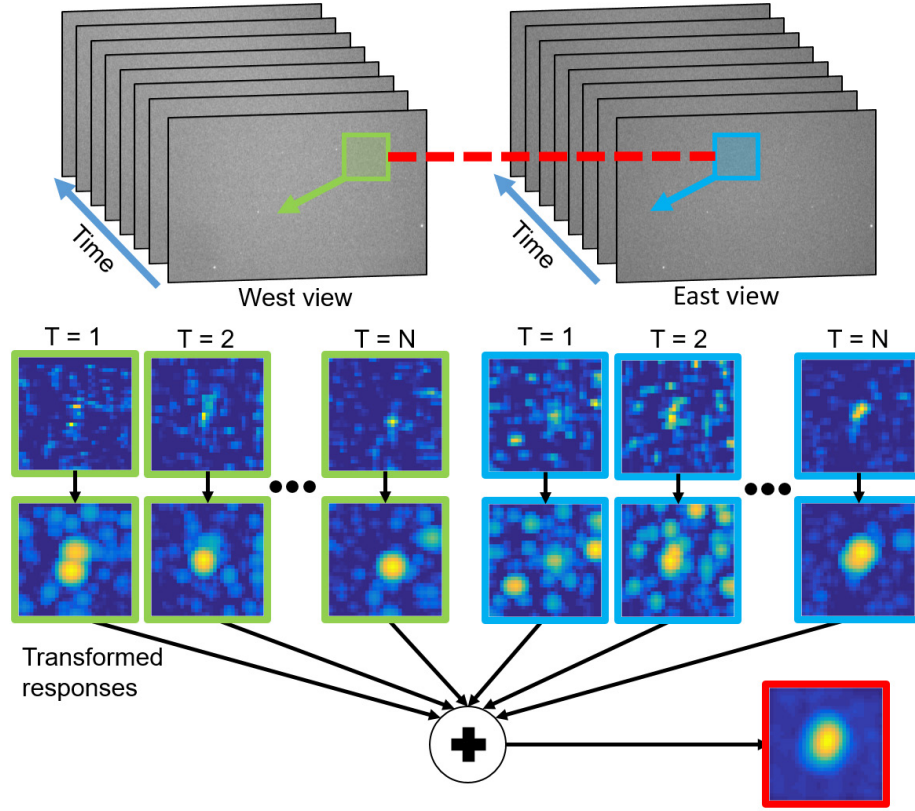 Time
West view
Time
East view
T = 1
T = 2
T = N
T = 1
T = 2
T = N
Transformed
responses